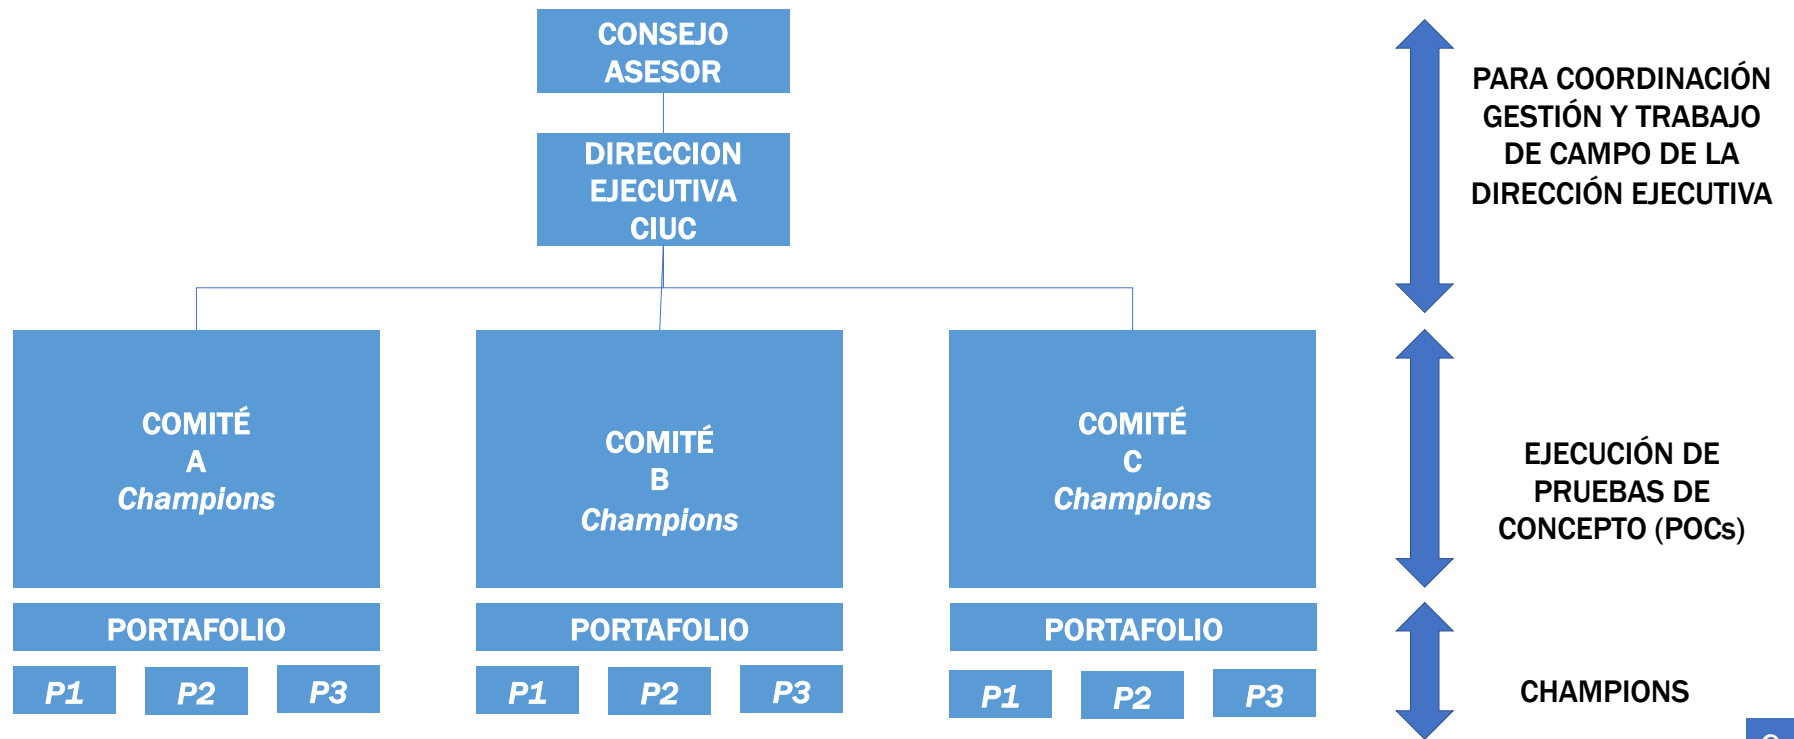 CONSEJO
ASESOR
DIRECCION
EJECUTIVA
CIUC
PARA COORDINACIÓN
GESTIÓN Y TRABAJO
DE CAMPO DE LA
DIRECCIÓN EJECUTIVA
COMITÉ
A
Champions
COMITÉ
B
Champions
COMITÉ
C
Champions
EJECUCIÓN DE
PRUEBAS DE
CONCEPTO (POCs)
PORTAFOLIO
PORTAFOLIO
PORTAFOLIO
P1 P2 P3
P1 P2 P3
P1 P2 P3
CHAMPIONS